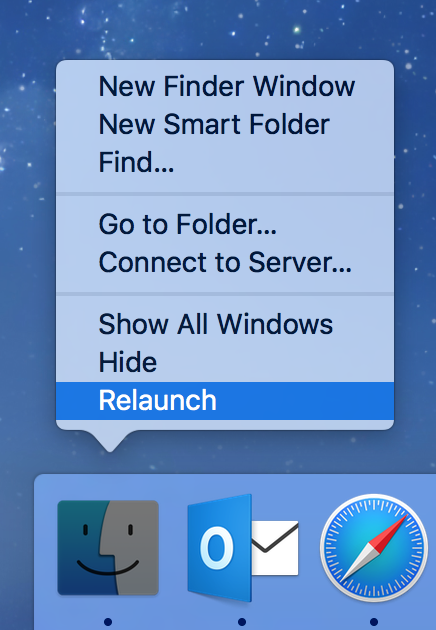 New Finder Window
New Smart Folder
Find...
Go to Folder...
Connect to Server...
Show All Windows
Hide
Relaunch
O